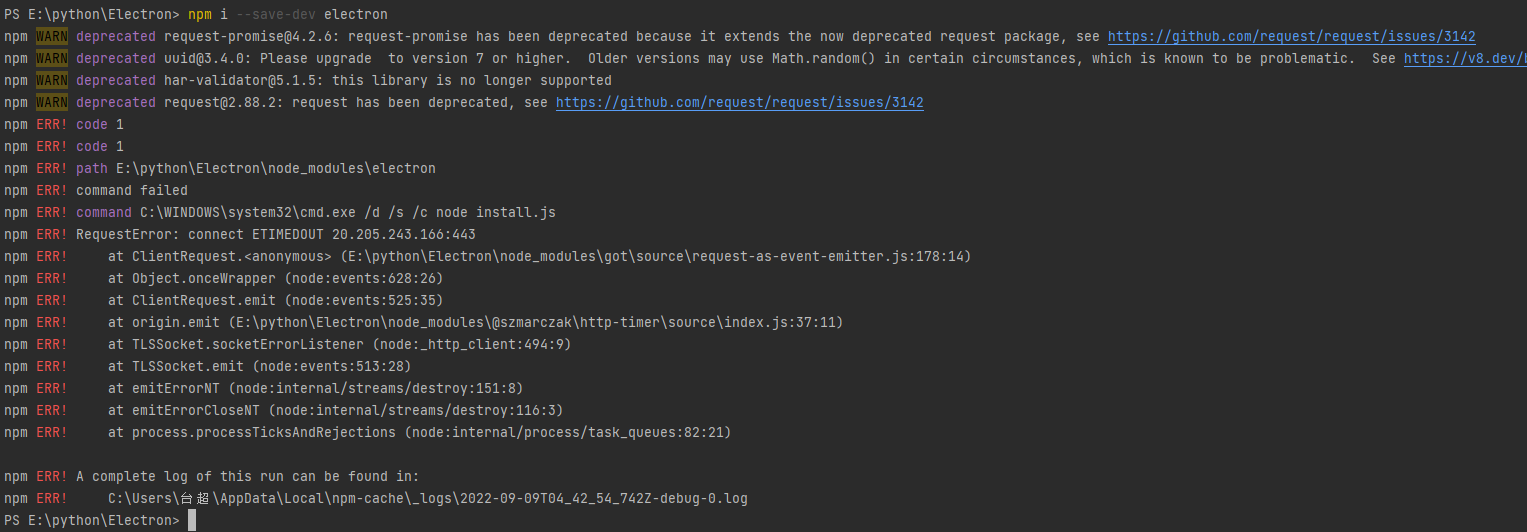 PS E:\python\Electron> npm i --save-dev electron
npm WARN deprecated request-promise@4.2.6: request-promise has been deprecated because it extends the now deprecated request package, see https://github.com/request/request/issues/3142
npm WARN deprecated uuid@3.4.0: Please upgrade  to version 7 or higher.  Older versions may use Math.random() in certain circumstances, which is known to be problematic.  See https://v8.dev/
npm WARN deprecated har-validator@5.1.5: this library is no longer supported
npm WARN deprecated request@2.88.2: request has been deprecated, see https://github.com/request/request/issues/3142
npm ERR! code 1
npm ERR! code 1
npm ERR! path E:\python\Electron\node_modules\electron
npm ERR! command failed
npm ERR! command C:\WINDOWS\system32\cmd.exe /d /s /c node install.js
npm ERR! RequestError: connect ETIMEDOUT 20.205.243.166:443
npm ERR!     at ClientRequest.<anonymous> (E:\python\Electron\node_modules\got\source\request-as-event-emitter.js:178:14)
npm ERR!     at Object.onceWrapper (node:events:628:26)
npm ERR!     at ClientRequest.emit (node:events:525:35)
npm ERR!     at origin.emit (E:\python\Electron\node_modules\@szmarczak\http-timer\source\index.js:37:11)
npm ERR!     at TLSSocket.socketErrorListener (node:_http_client:494:9)
npm ERR!     at TLSSocket.emit (node:events:513:28)
npm ERR!     at emitErrorNT (node:internal/streams/destroy:151:8)
npm ERR!     at emitErrorCloseNT (node:internal/streams/destroy:116:3)
npm ERR!     at process.processTicksAndRejections (node:internal/process/task_queues:82:21)
npm ERR! A complete log of this run can be found in:
npm ERR!     C:\Users\台超\AppData\Local\npm-cache\_logs\2022-09-09T04_42_54_742Z-debug-0.log
PS E:\python\Electron>